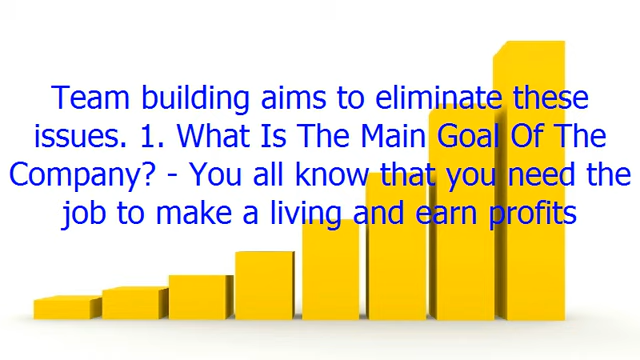 Team building aims to eliminate these
issues. 1. What Is The Main Goal Of The
Company? - You all know that you need the
job to make a living and earn profits